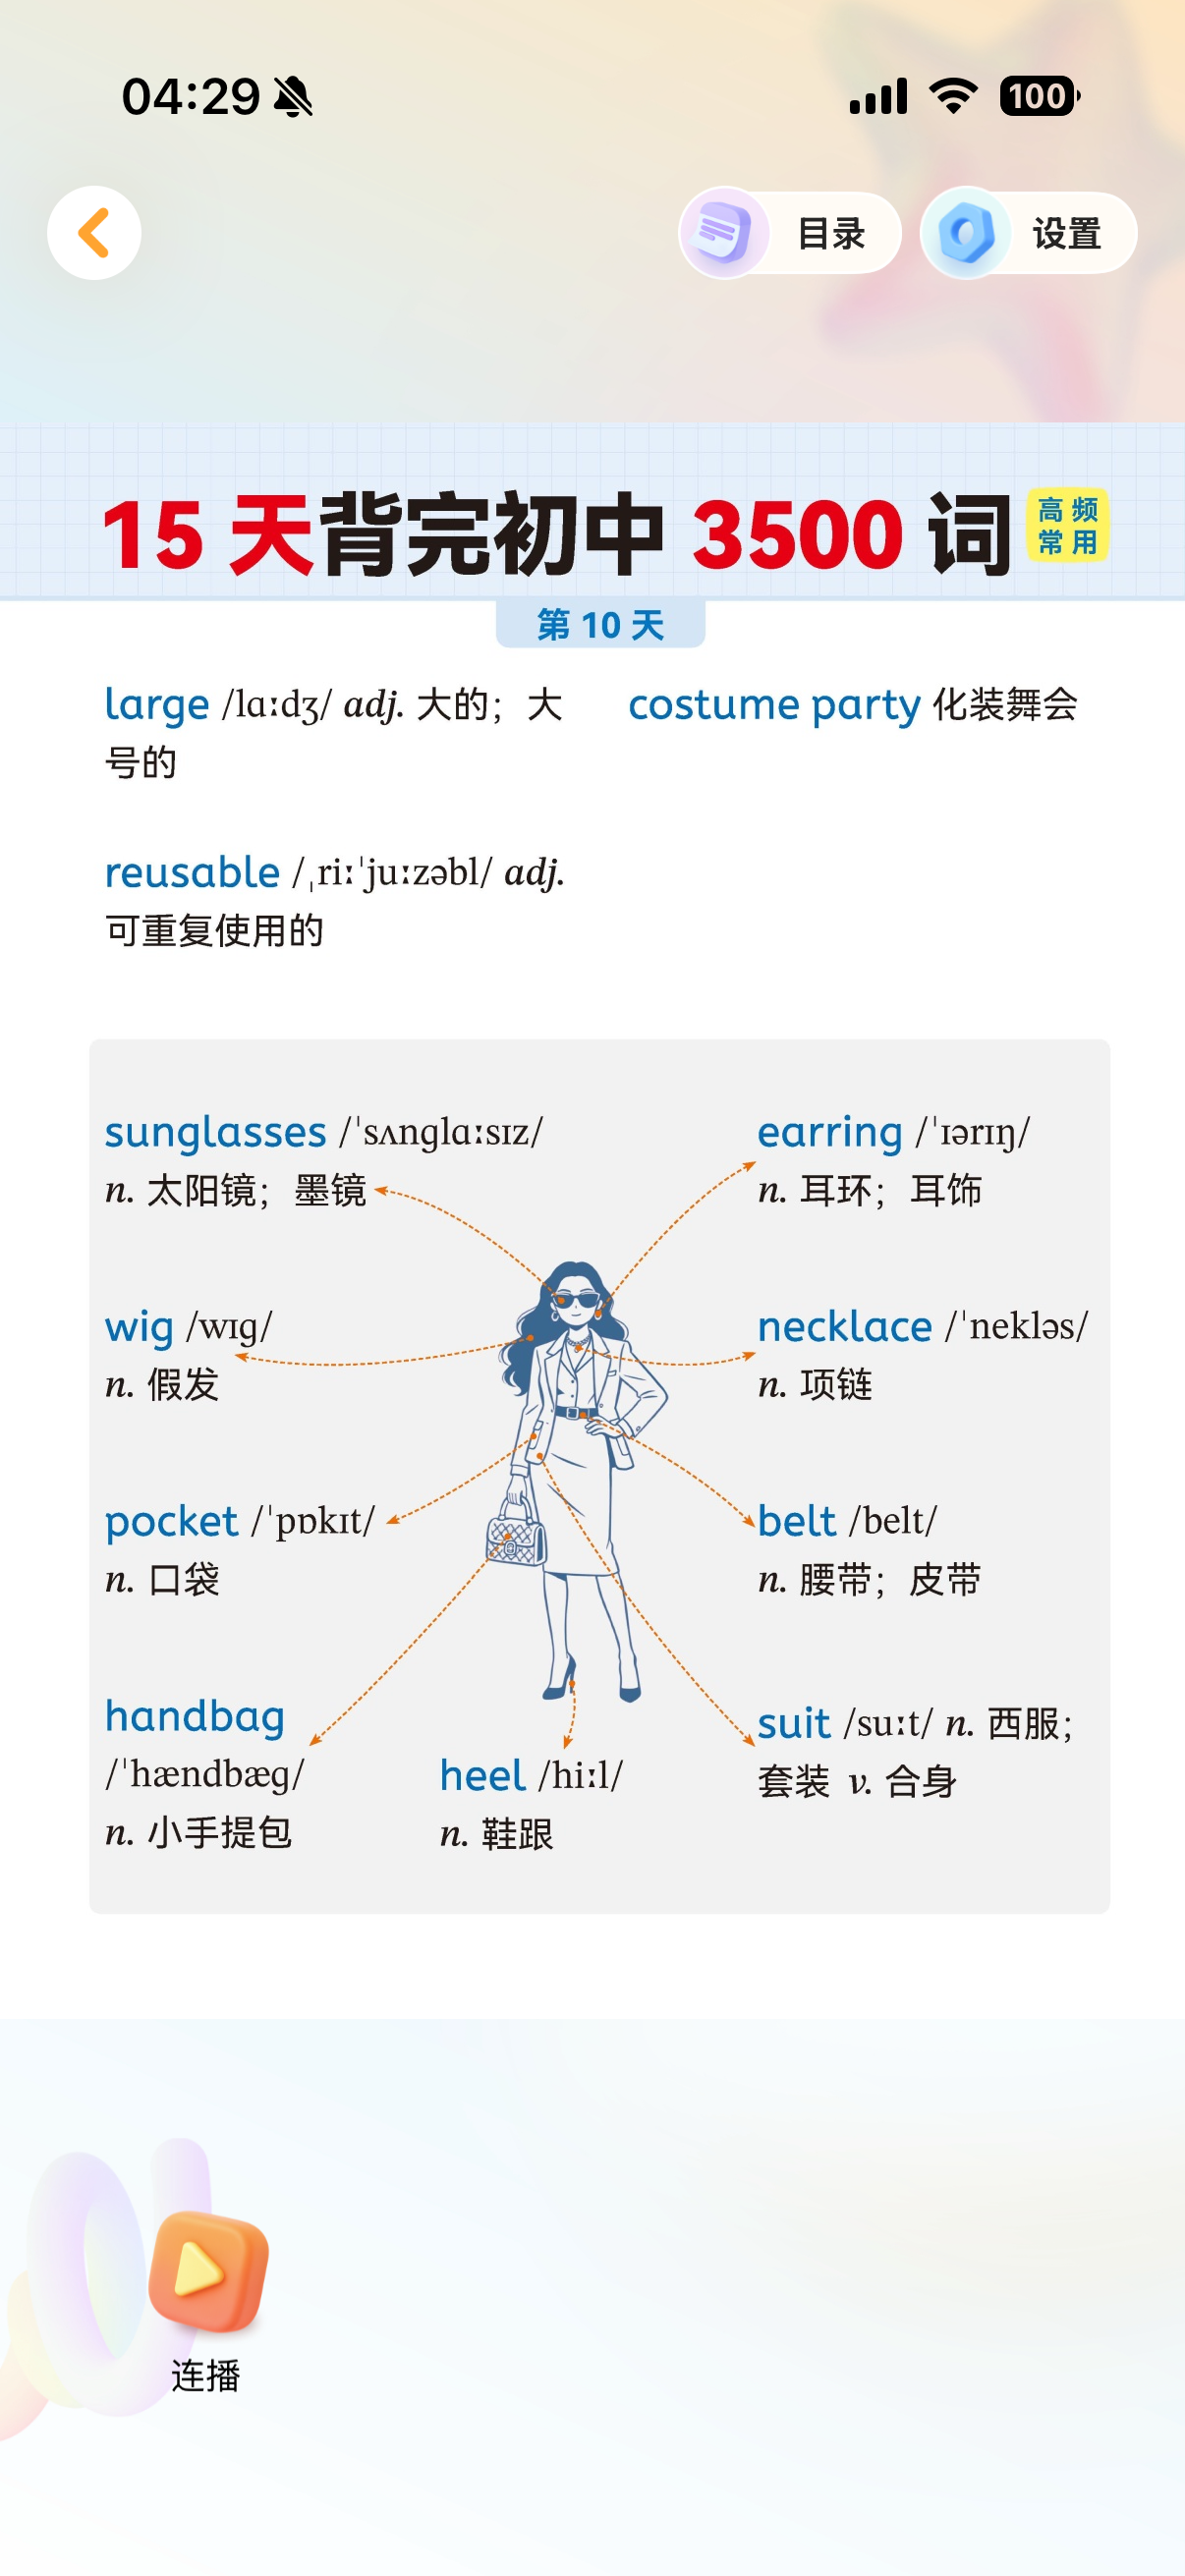 04:29
100
目录
设置
15 天背完初中 3500 词
高频
常用
第 10 天
large /lɑːdʒ/ adj. 大的；大
号的
costume party 化装舞会
reusable /ˌriːˈjuːzəbl/ adj.
可重复使用的
sunglasses /ˈsʌnglɑːsɪz/
n. 太阳镜；墨镜
earring /ˈɪərɪŋ/
n. 耳环；耳饰
wig /wɪg/
n. 假发
necklace /ˈnekləs/
n. 项链
pocket /ˈpɒkɪt/
n. 口袋
belt /belt/
n. 腰带；皮带
handbag
/ˈhændbæg/
n. 小手提包
heel /hiːl/
n. 鞋跟
suit /suːt/ n. 西服；
套装 v. 合身
连播